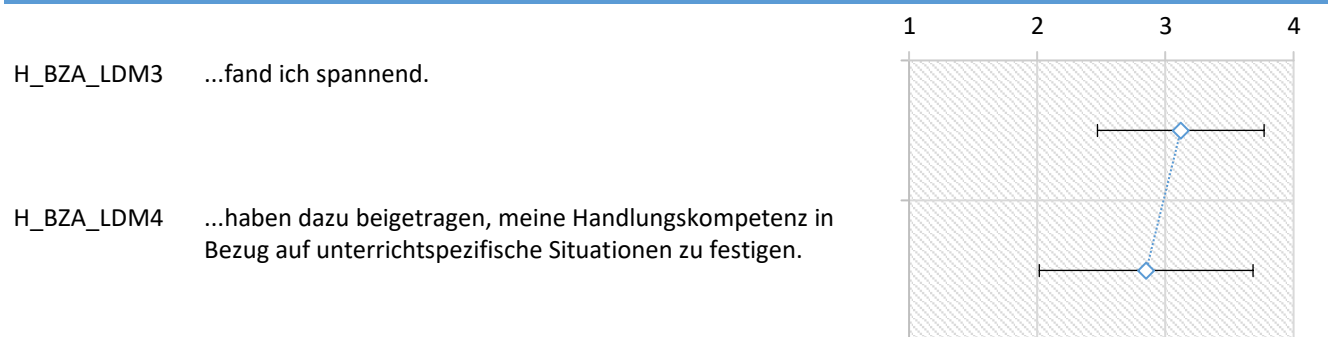 1 2 3 4
H_BZA_LDM3 ...fand ich spannend.
H_BZA_LDM4 ...haben dazu beigetragen, meine Handlungskompetenz in
Bezug auf unterrichtspezifische Situationen zu festigen.